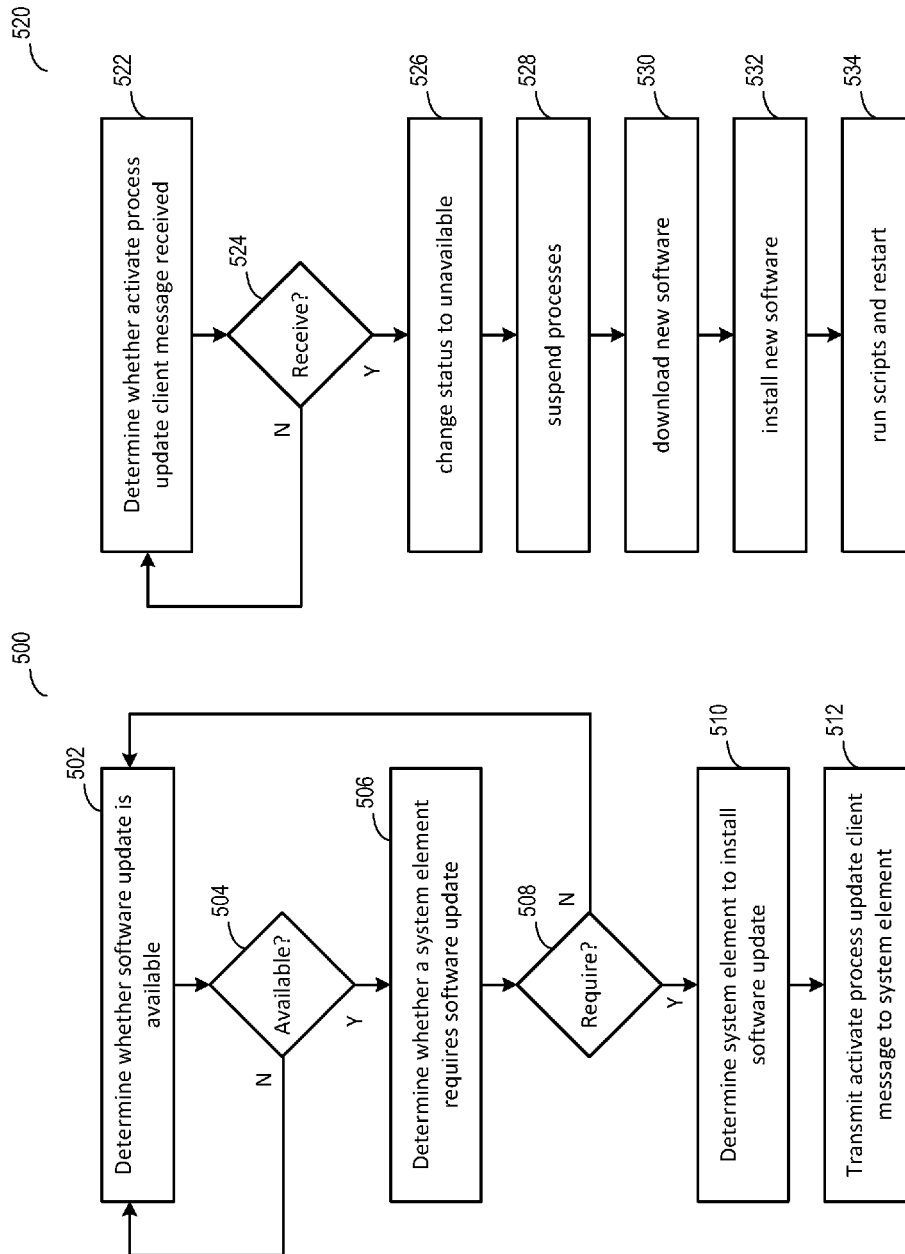 500
502
Determine whether software update is
available
504
Available?
N
Y
506
Determine whether a system element
requires software update
508
Require?
N
Y
510
Determine system element to install
software update
512
Transmit activate process update client
message to system element
520
522
Determine whether activate process
update client message received
524
Receive?
N
Y
526
change status to unavailable
528
suspend processes
530
download new software
532
install new software
534
run scripts and restart